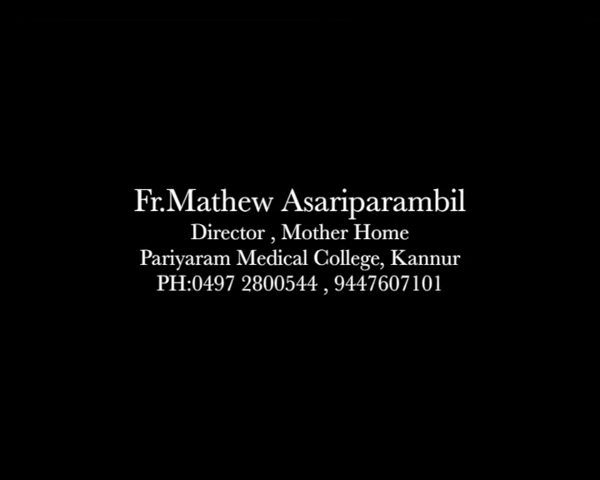 Fr.Mathew Asariparambil
Director , Mother Home
Pariyaram Medical College, Kannur
PH:0497 2800544 , 9447607101